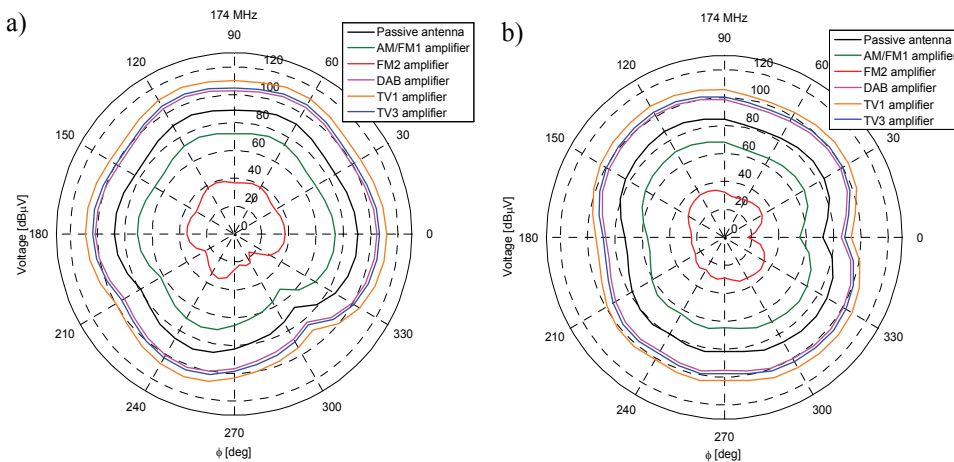 a)
174 MHz
Passive antenna
AM/FM1 amplifier
FM2 amplifier
DAB amplifier
TV1 amplifier
TV3 amplifier
90
120
60
150
30
180
0
210
330
240
300
270
120
100
80
60
40
20
0
Voltage [dBµV]
ϕ [deg]
b)
174 MHz
Passive antenna
AM/FM1 amplifier
FM2 amplifier
DAB amplifier
TV1 amplifier
TV3 amplifier
90
120
60
150
30
180
0
210
330
240
300
270
120
100
80
60
40
20
0
Voltage [dBµV]
ϕ [deg]